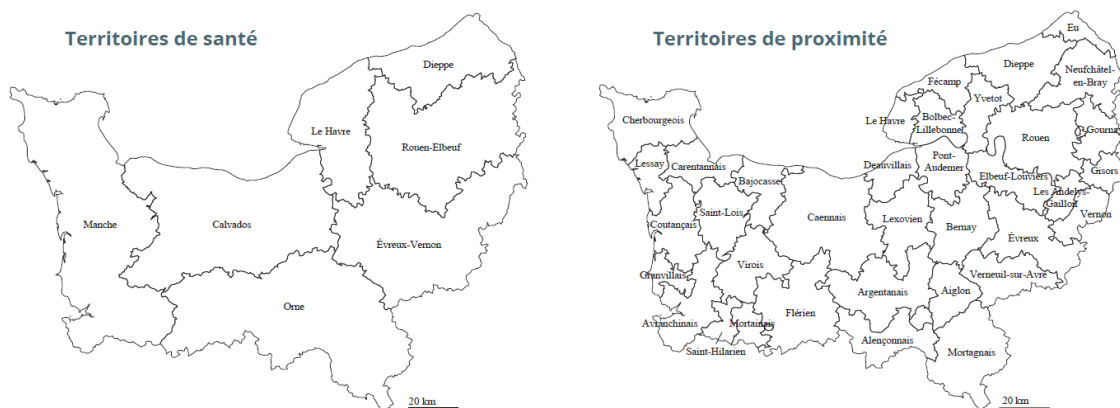 Territoires de santé
Dieppe
Le Havre
Rouen-Elbeuf
Manche
Calvados
Évreux-Vernon
Orne
20 km
Territoires de proximité
Eu
Dieppe
Neufchâtel-
en-Bray
Fécamp
Yvetot
Le Havre
Bolbec-
Lillebonne
Cherbourgeois
Rouen
Gournay
Lessay
Carentannais
Deauvillais
Pont-
Audemer
Gisors
Bajocasse
Elbeuf-Louviers
Les Andelys-
Gaillon
Saint-Lois
Caennais
Lexovien
Vernon
Coutançais
Bernay
Évreux
Granvillais
Virois
Verneuil-sur-Avre
Argentanais
Aiglon
Flérien
Avranchinais
Mortainais
Alençonnais
Saint-Hilarien
Mortagnais
20 km